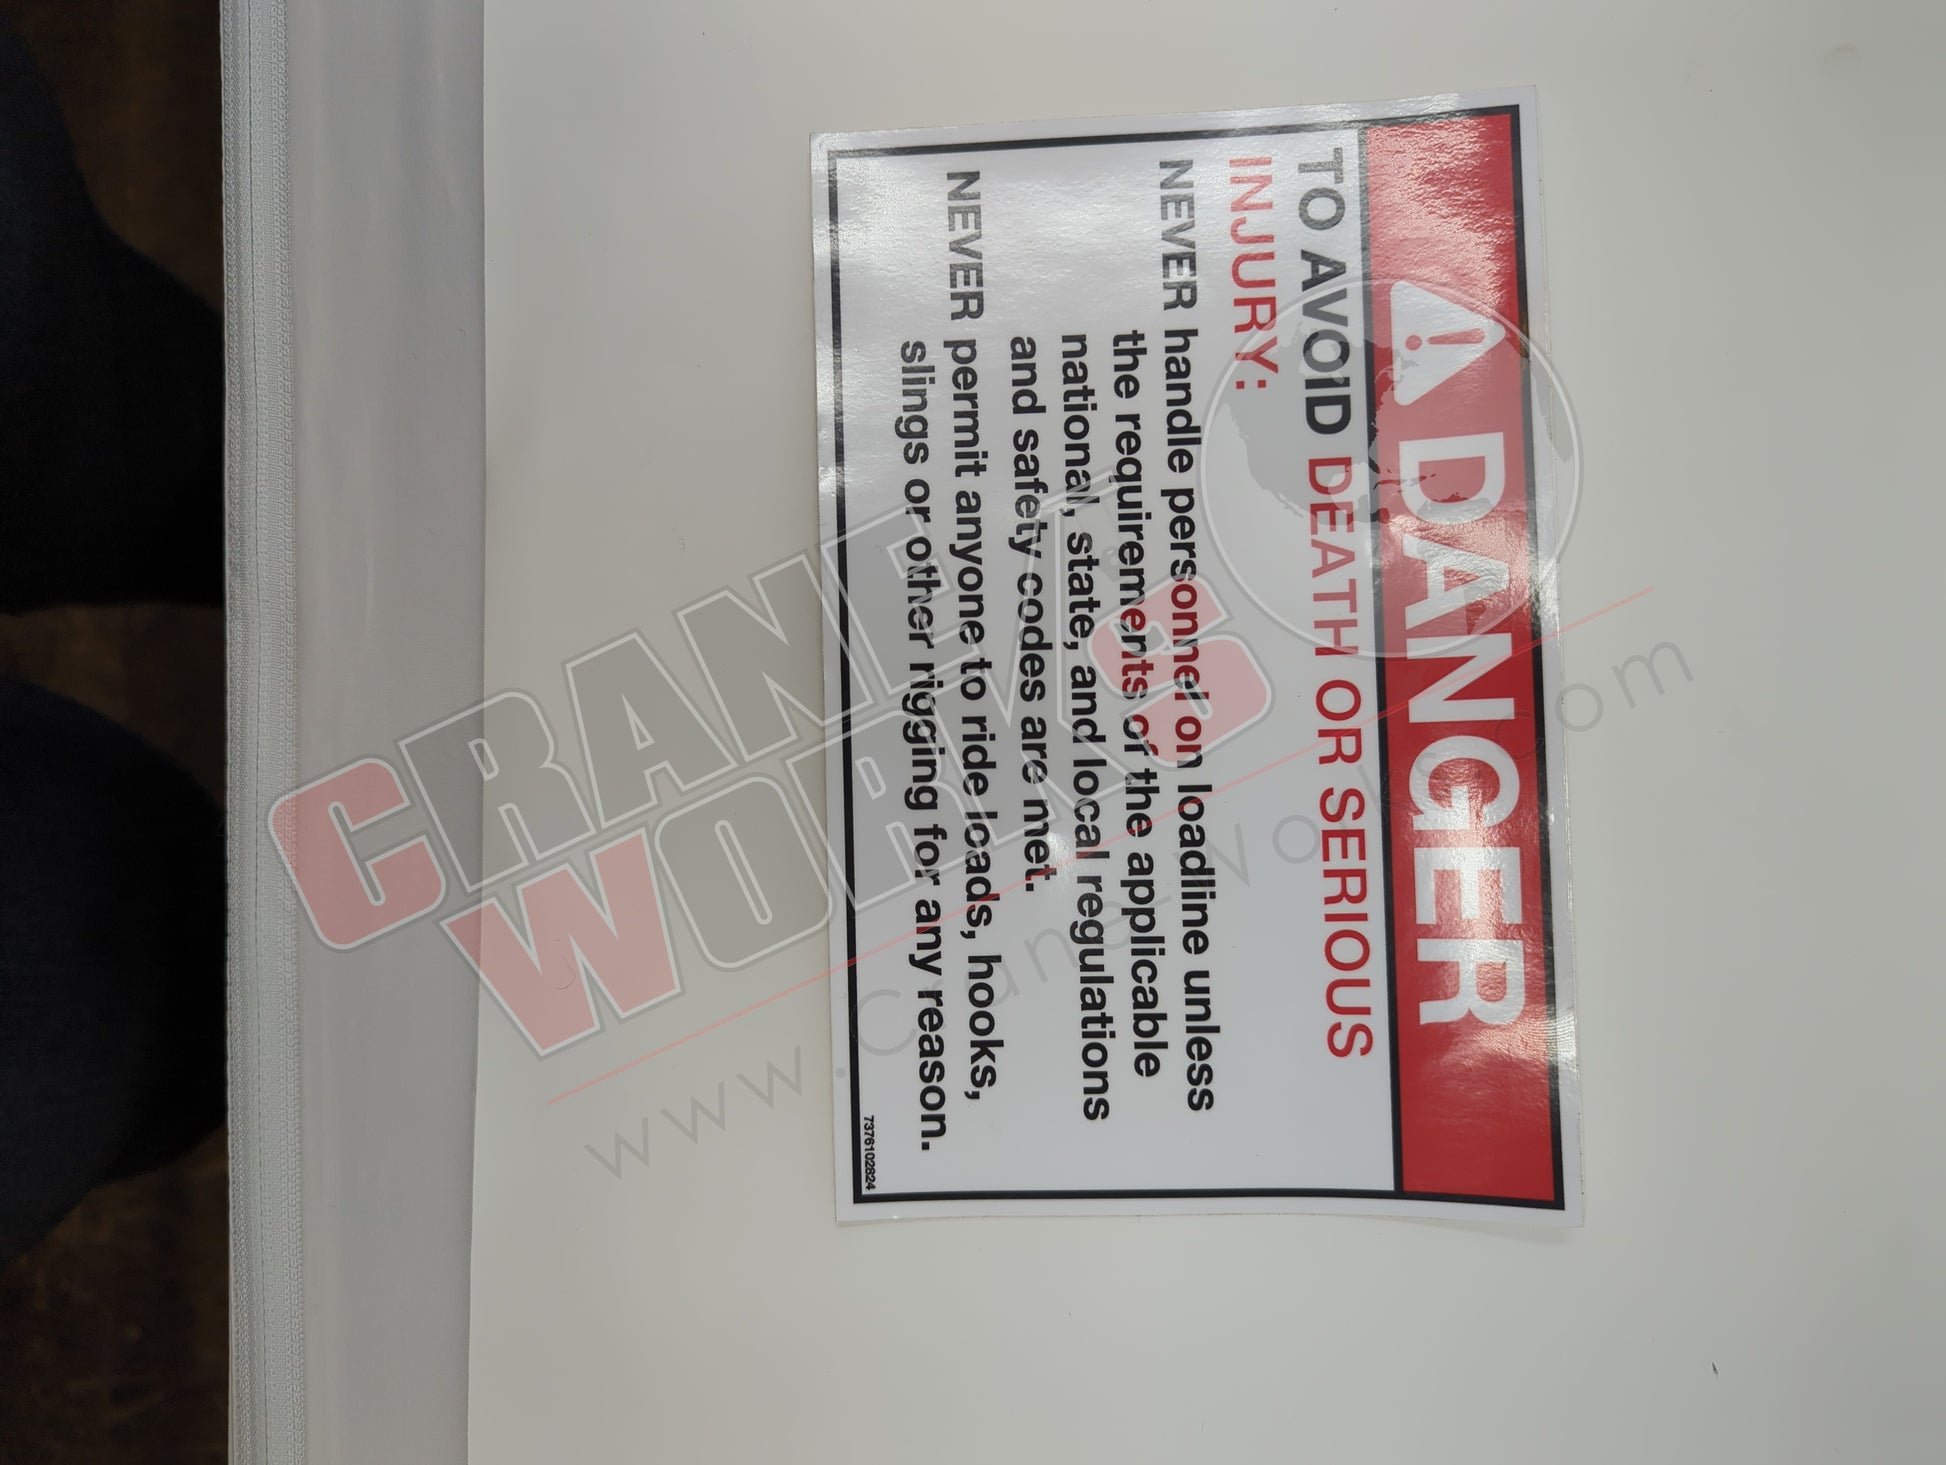 DANGER
TO AVOID DEATH OR SERIOUS
INJURY:
NEVER handle personnel on loadline unless
the requirements of the applicable
national, state, and local regulations
and safety codes are met.
NEVER permit anyone to ride loads, hooks,
slings or other rigging for any reason.
7376102824
CRANE
WORKS
www.crane-works.com